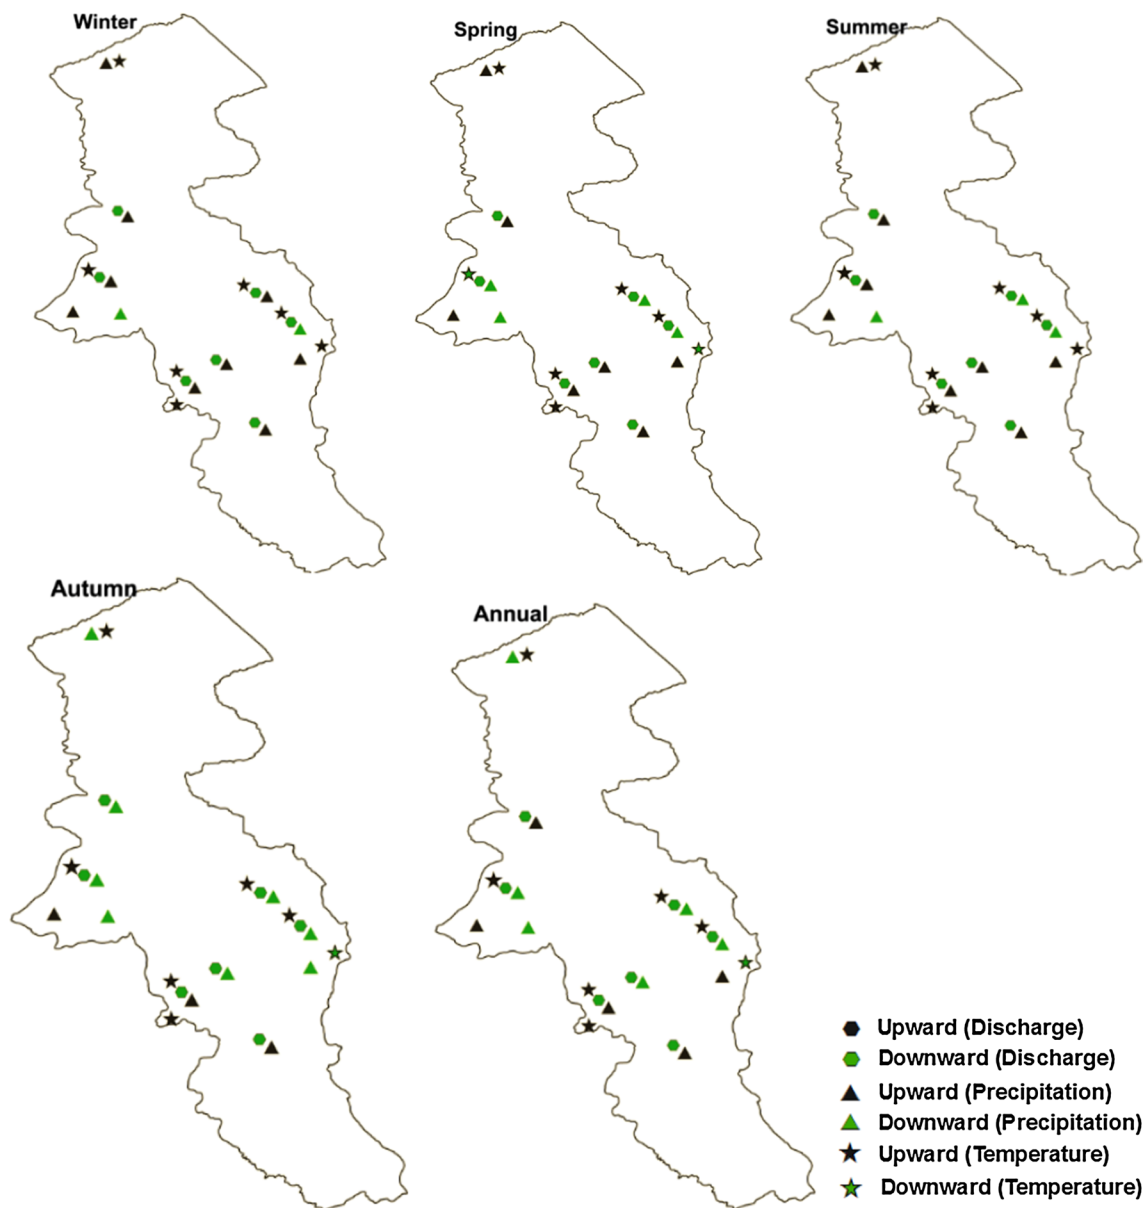 Winter
Spring
Summer
Autumn
Annual
Upward (Discharge)
Downward (Discharge)
Upward (Precipitation)
Downward (Precipitation)
Upward (Temperature)
Downward (Temperature)